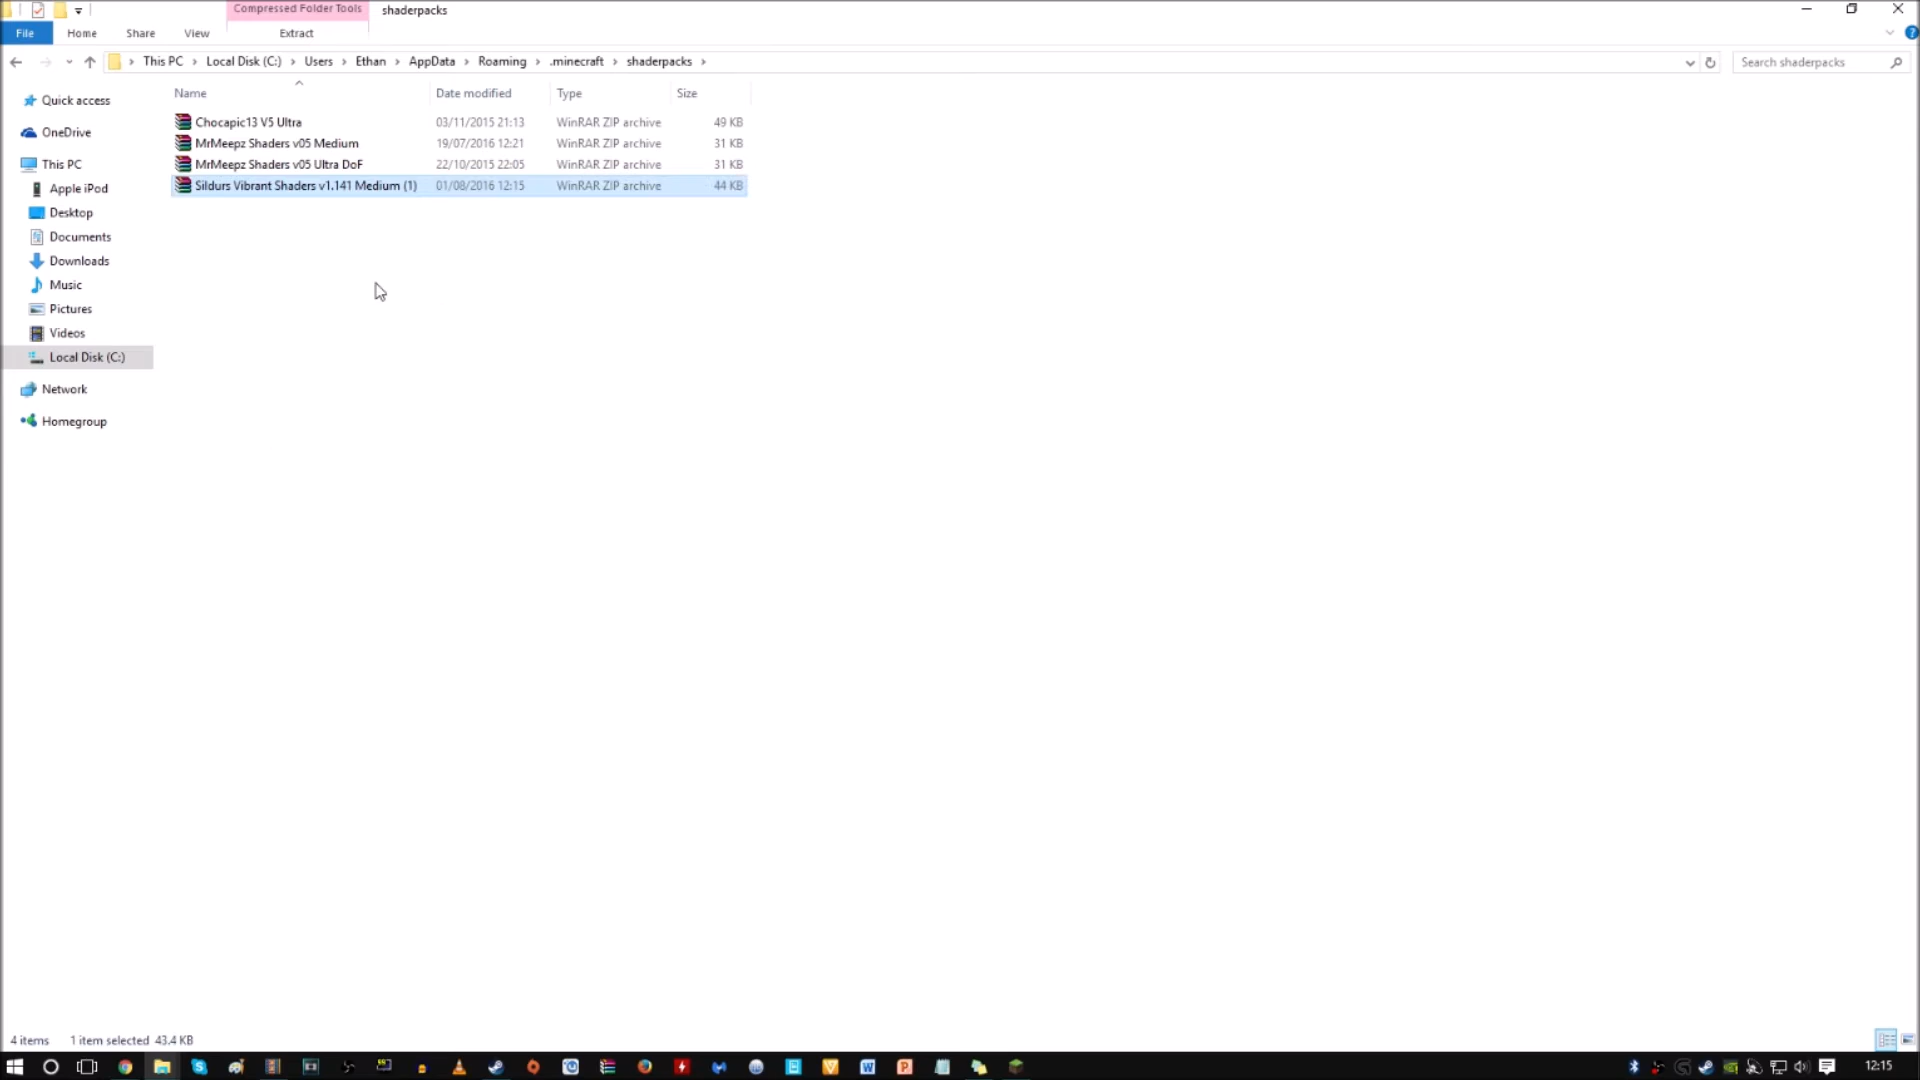 Compressed Folder Tools shaderpacks
File Home Share View Extract
This PC Local Disk (C:) Users Ethan AppData Roaming .minecraft shaderpacks Search shaderpacks
Name Date modified Type Size
Quick access
OneDrive
This PC
Apple iPod
Desktop
Documents
Downloads
Music
Pictures
Videos
Local Disk (C:)
Network
Homegroup
Chocapic13 V5 Ultra 03/11/2015 21:13 WinRAR ZIP archive 49 KB
MrMeepz Shaders v05 Medium 19/07/2016 12:21 WinRAR ZIP archive 31 KB
MrMeepz Shaders v05 Ultra DoF 22/10/2015 22:05 WinRAR ZIP archive 31 KB
Sildurs Vibrant Shaders v1.141 Medium (1) 01/08/2016 12:15 WinRAR ZIP archive 44 KB
4 items 1 item selected 43.4 KB
12:15